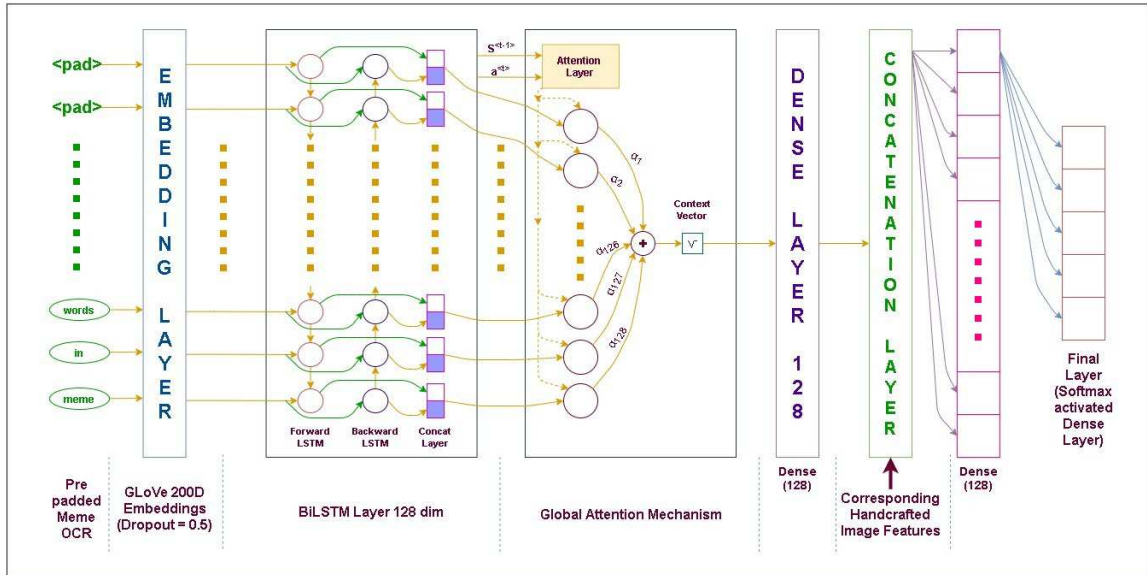 <pad>
<pad>
words
in
meme
EMBEDDING LAYER
Forward
LSTM
Backward
LSTM
Concat
Layer
S<t-1>
a<t>
Attention
Layer
α1
α2
α126
α127
α128
+
Context
Vector
DENSE LAYER 128
CONCATENATION LAYER
Final
Layer
(Softmax
activated
Dense
Layer)
Pre
padded
Meme
OCR
GLoVe 200D
Embeddings
(Dropout = 0.5)
BiLSTM Layer 128 dim
Global Attention Mechanism
Dense
(128)
Corresponding
Handcrafted
Image Features
Dense
(128)